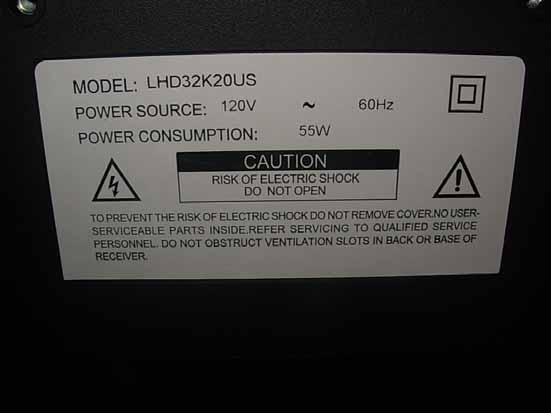 MODEL: LHD32K20US
POWER SOURCE: 120V ~ 60Hz
POWER CONSUMPTION: 55W
CAUTION
RISK OF ELECTRIC SHOCK
DO NOT OPEN
TO PREVENT THE RISK OF ELECTRIC SHOCK DO NOT REMOVE COVER.NO USER-
SERVICEABLE PARTS INSIDE.REFER SERVICING TO QUALIFIED SERVICE
PERSONNEL. DO NOT OBSTRUCT VENTILATION SLOTS IN BACK OR BASE OF
RECEIVER.